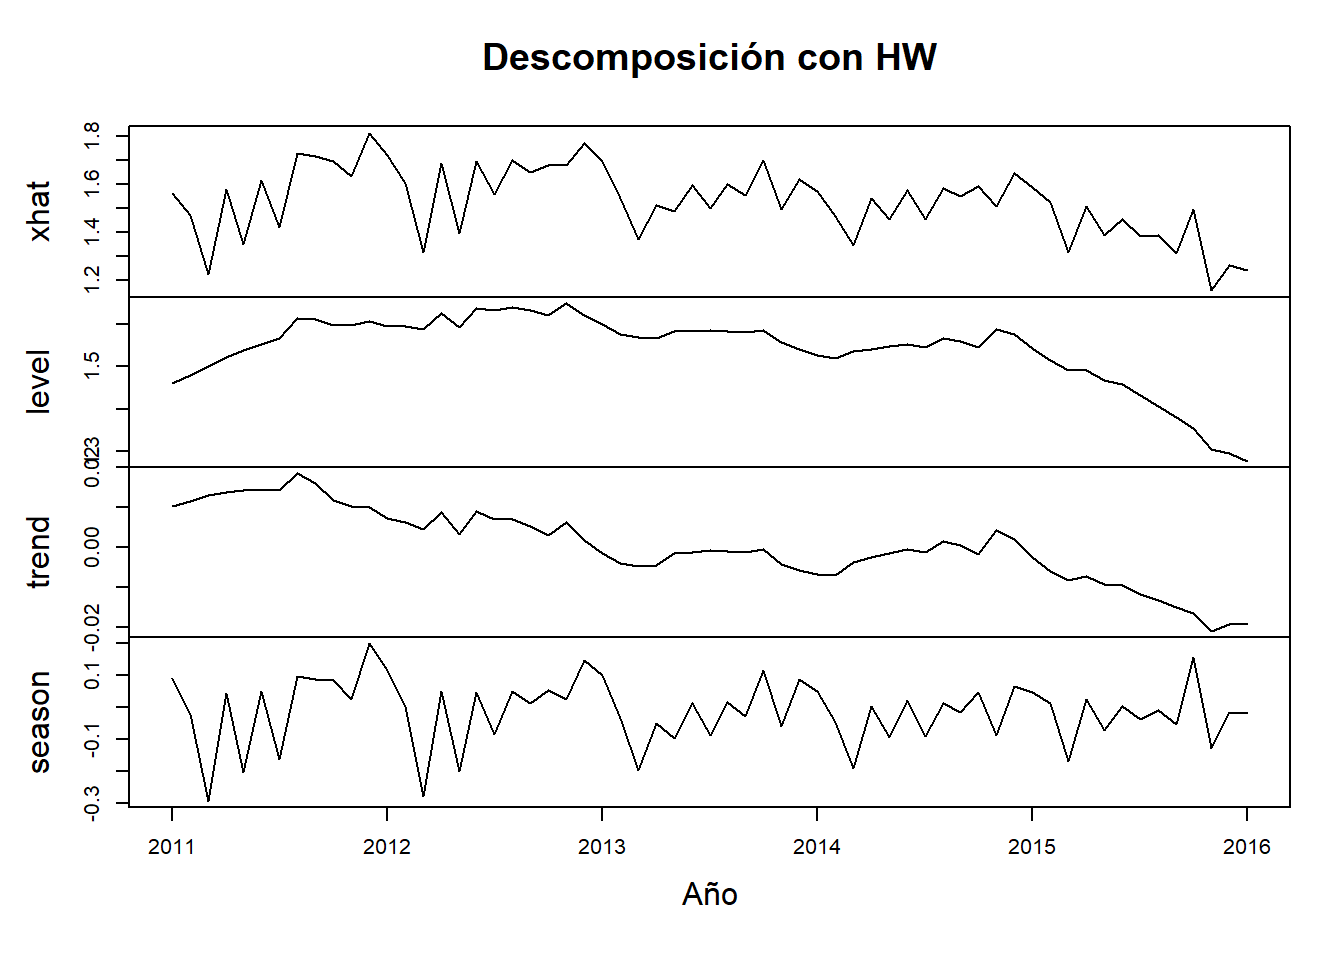 Descomposición con HW
xhat
1.2 1.4 1.6 1.8
level
1.5
trend
-0.02 0.00
season
-0.3 -0.1 0.1
2011 2012 2013 2014 2015 2016
Año